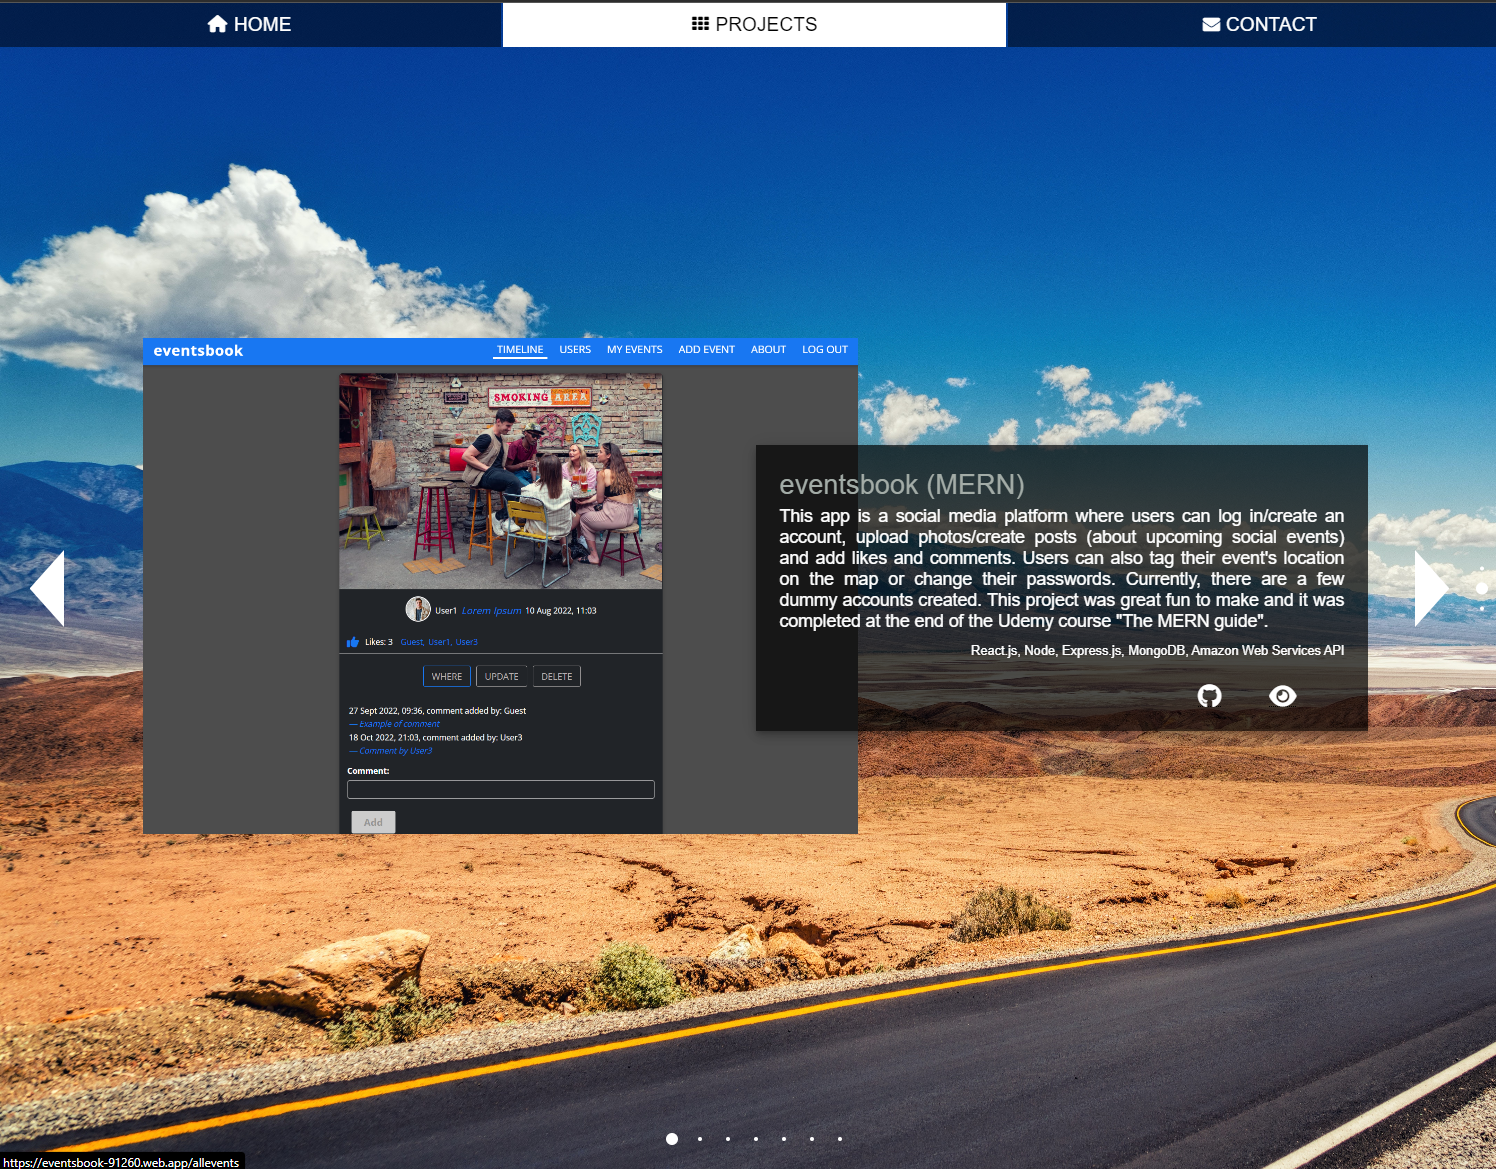 HOME
PROJECTS
CONTACT
eventsbook
TIMELINE USERS MY EVENTS ADD EVENT ABOUT LOG OUT
SMOKING AREA
User1 Lorem Ipsum 10 Aug 2022, 11:03
Likes: 3 Guest, User1, User3
WHERE UPDATE DELETE
27 Sept 2022, 09:36, comment added by: Guest
— Example of comment
18 Oct 2022, 21:03, comment added by: User3
— Comment by User3
Comment:
Add
eventsbook (MERN)
This app is a social media platform where users can log in/create an
account, upload photos/create posts (about upcoming social events)
and add likes and comments. Users can also tag their event's location
on the map or change their passwords. Currently, there are a few
dummy accounts created. This project was great fun to make and it was
completed at the end of the Udemy course "The MERN guide".
React.js, Node, Express.js, MongoDB, Amazon Web Services API
https://eventsbook-91260.web.app/allevents